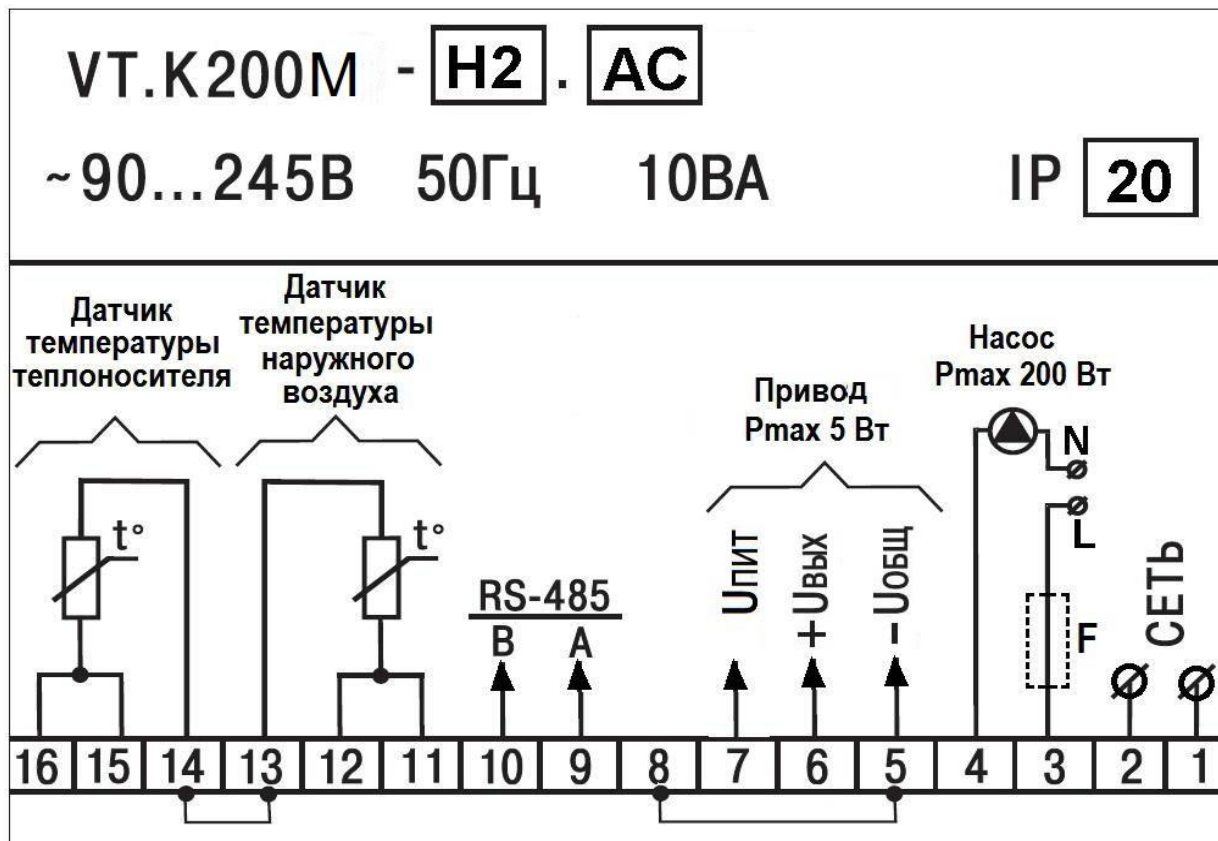 VT.K200М - H2 . AC
~90...245В 50Гц 10ВА IP 20
Датчик
температуры
теплоносителя
Датчик
температуры
наружного
воздуха
Привод
Pmax 5 Вт
Насос
Pmax 200 Вт
N
L
F
t°
t°
RS-485
B A
Uпит
+Uвых
-Uобщ
СЕТЬ
16 15 14 13 12 11 10 9 8 7 6 5 4 3 2 1